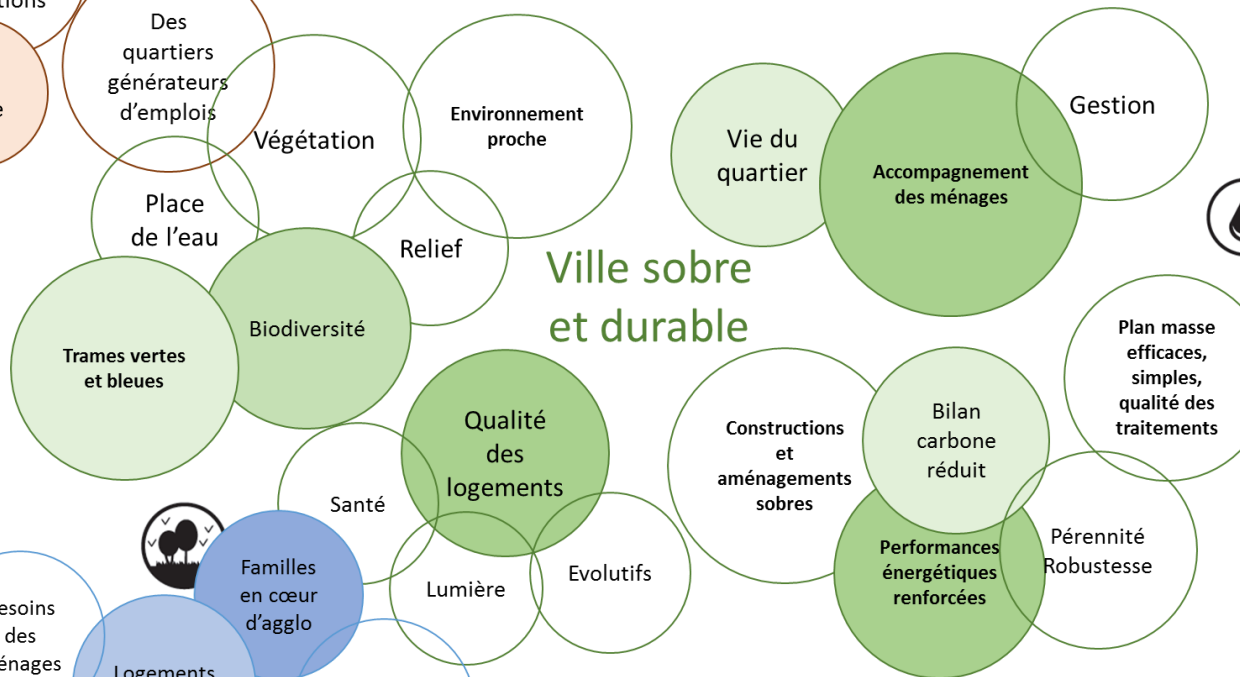 Des
quartiers
générateurs
d’emplois
Végétation
Environnement
proche
Place
de l’eau
Relief
Trames vertes
et bleues
Biodiversité
Ville sobre
et durable
Vie du
quartier
Accompagnement
des ménages
Gestion
Qualité
des
logements
Santé
Lumière
Evolutifs
Constructions
et
aménagements
sobres
Bilan
carbone
réduit
Performances
énergétiques
renforcées
Pérennité
Robustesse
Plan masse
efficaces,
simples,
qualité des
traitements
Familles
en cœur
d’agglo
esoins
des
énages
Logements